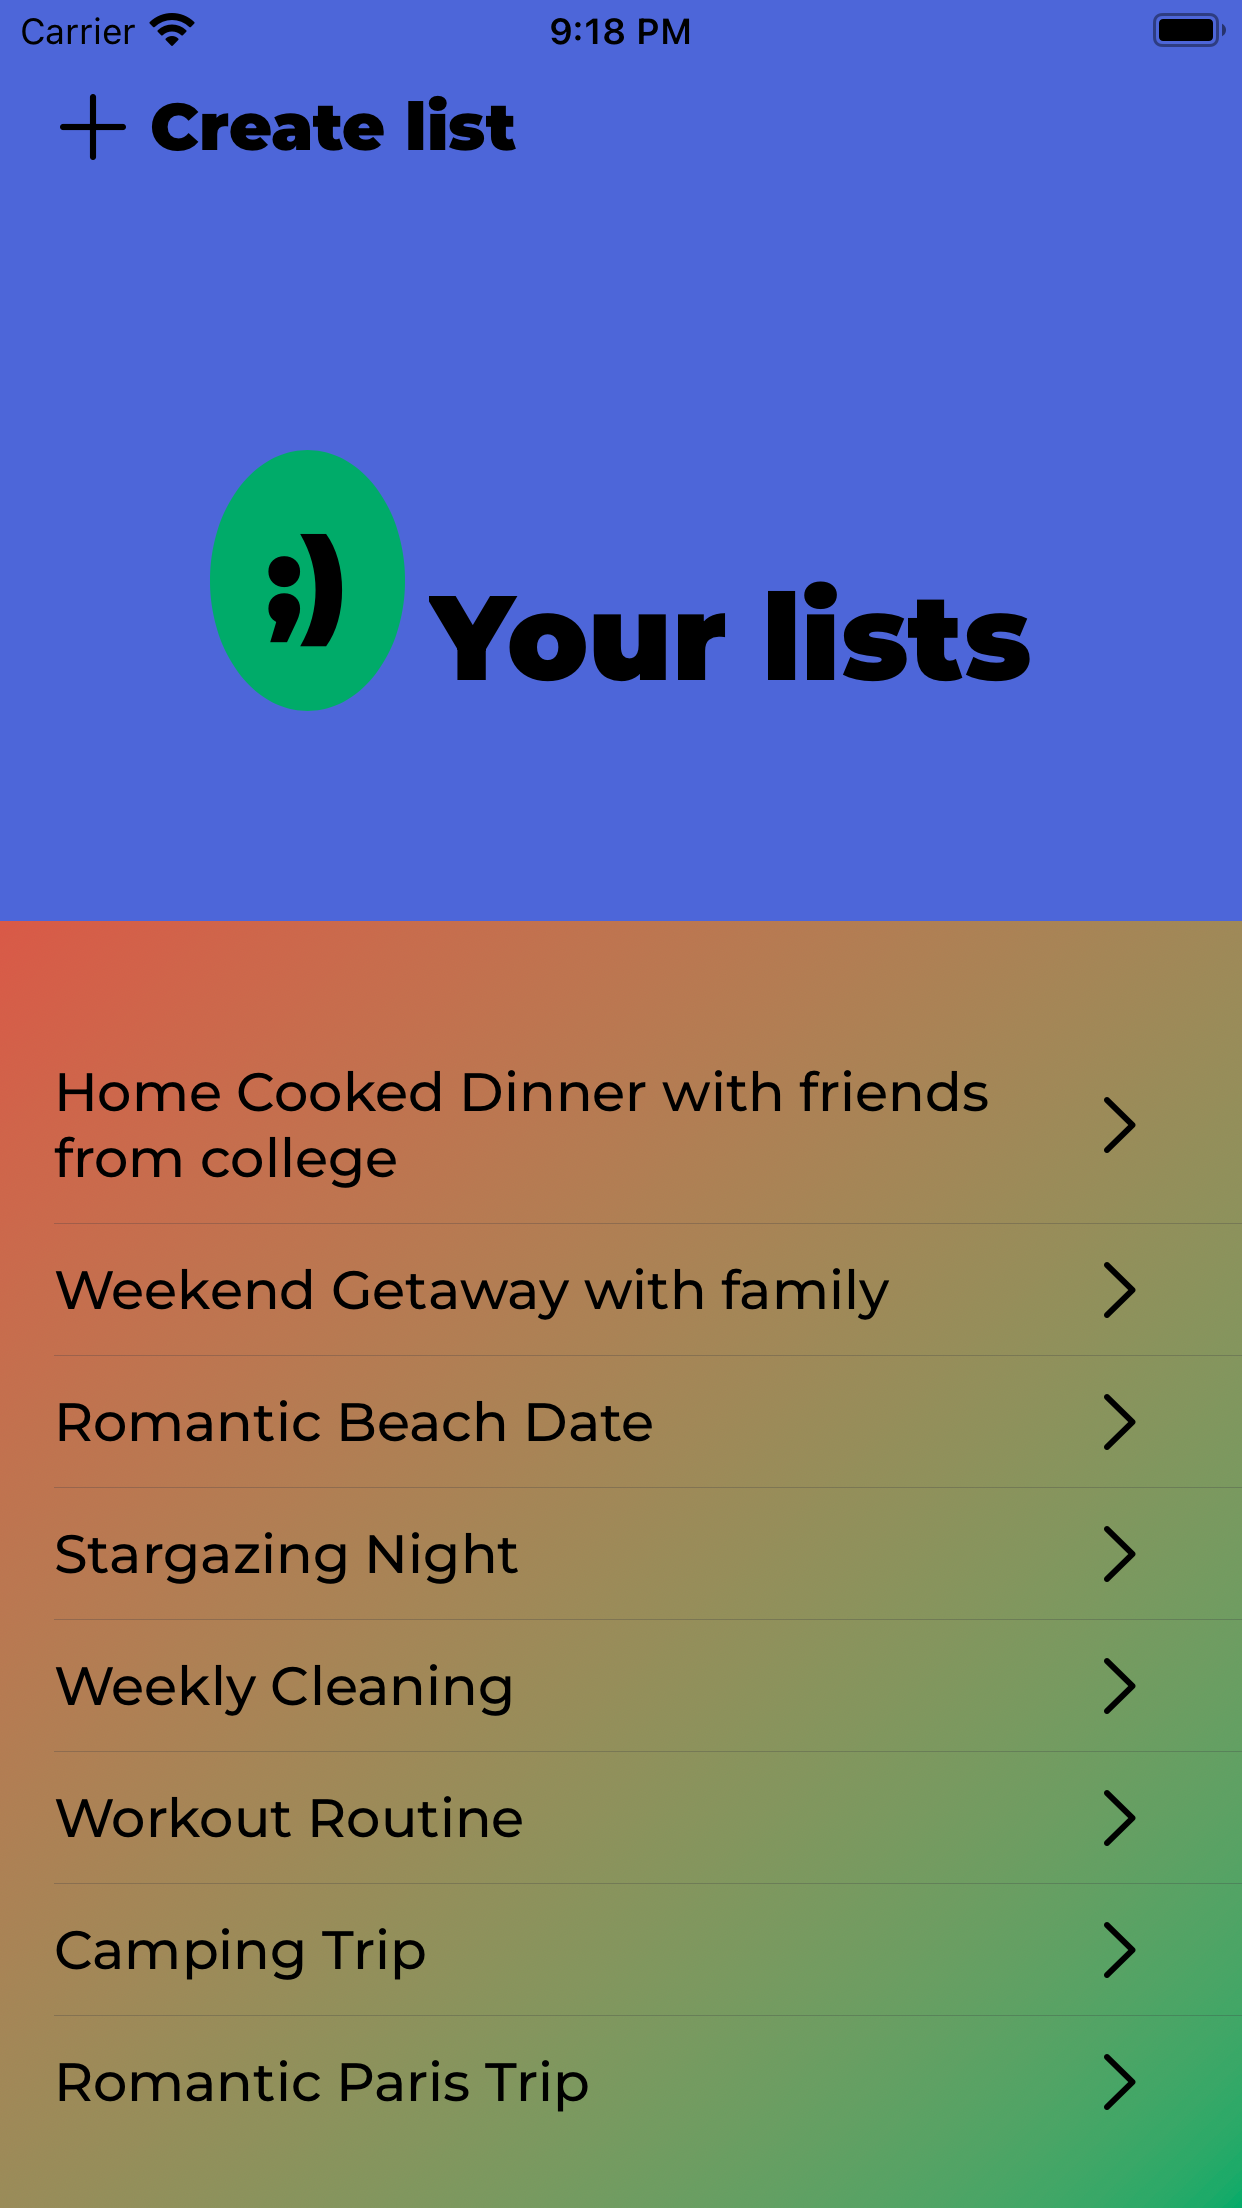 Carrier 9:18 PM
Create list
;) Your lists
Home Cooked Dinner with friends
from college
Weekend Getaway with family
Romantic Beach Date
Stargazing Night
Weekly Cleaning
Workout Routine
Camping Trip
Romantic Paris Trip